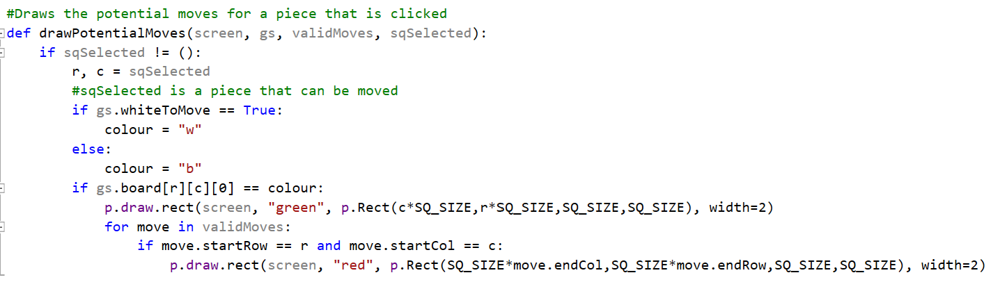 #Draws the potential moves for a piece that is clicked
def drawPotentialMoves(screen, gs, validMoves, sqSelected):
    if sqSelected != ():
        r, c = sqSelected
        #sqSelected is a piece that can be moved
        if gs.whiteToMove == True:
            colour = "w"
        else:
            colour = "b"
        if gs.board[r][c][0] == colour:
            p.draw.rect(screen, "green", p.Rect(c*SQ_SIZE,r*SQ_SIZE,SQ_SIZE,SQ_SIZE), width=2)
            for move in validMoves:
                if move.startRow == r and move.startCol == c:
                    p.draw.rect(screen, "red", p.Rect(SQ_SIZE*move.endCol,SQ_SIZE*move.endRow,SQ_SIZE,SQ_SIZE), width=2)